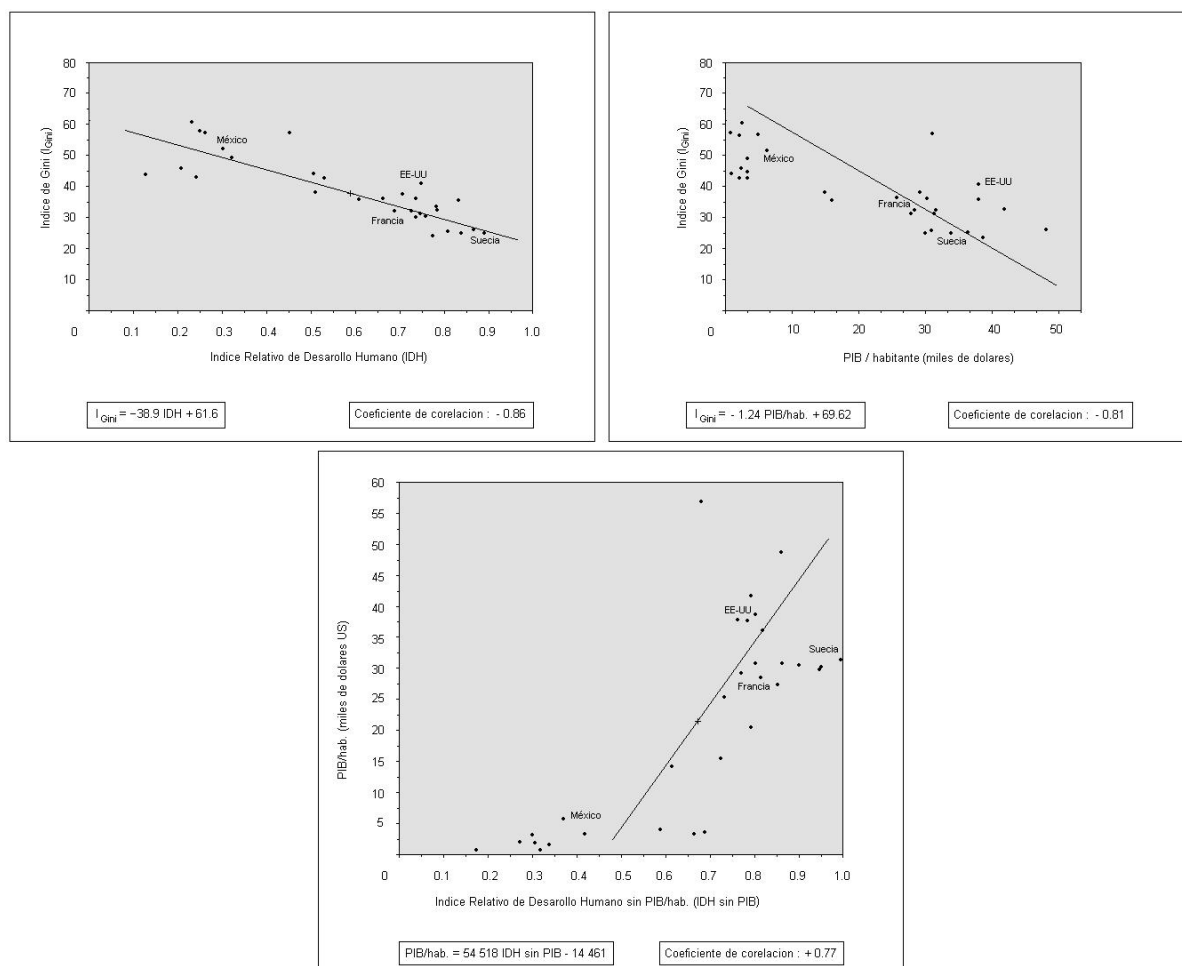 Indice de Gini (I Gini)
80
70
60
50
40
30
20
10
0
0.1
0.2
0.3
0.4
0.5
0.6
0.7
0.8
0.9
1.0
México
EE-UU
Francia
Suecia
Indice Relativo de Desarollo Humano (IDH)
I Gini = −38.9 IDH + 61.6
Coeficiente de corelacion : - 0.86
Indice de Gini (I Gini)
80
70
60
50
40
30
20
10
0
10
20
30
40
50
México
EE-UU
Francia
Suecia
PIB / habitante (miles de dolares)
I Gini = - 1.24 PIB/hab. + 69.62
Coeficiente de corelacion : - 0.81
PIB/hab. (miles de dolares US)
60
55
50
45
40
35
30
25
20
15
10
5
0
0.1
0.2
0.3
0.4
0.5
0.6
0.7
0.8
0.9
1.0
EE-UU
Suecia
Francia
México
Indice Relativo de Desarollo Humano sin PIB/hab. (IDH sin PIB)
PIB/hab. = 54 518 IDH sin PIB - 14 461
Coeficiente de corelacion : + 0.77